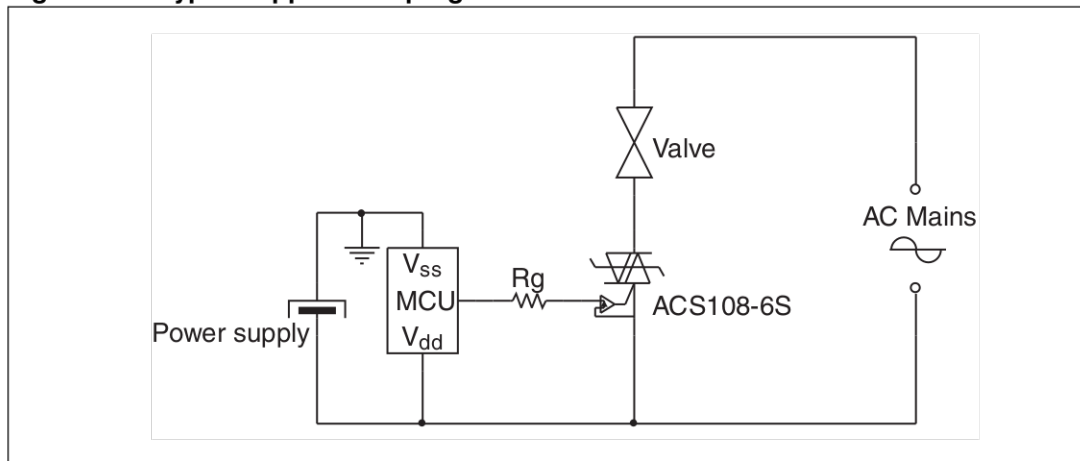 Valve
AC Mains
Vss
MCU
Vdd
Rg
ACS108-6S
Power supply